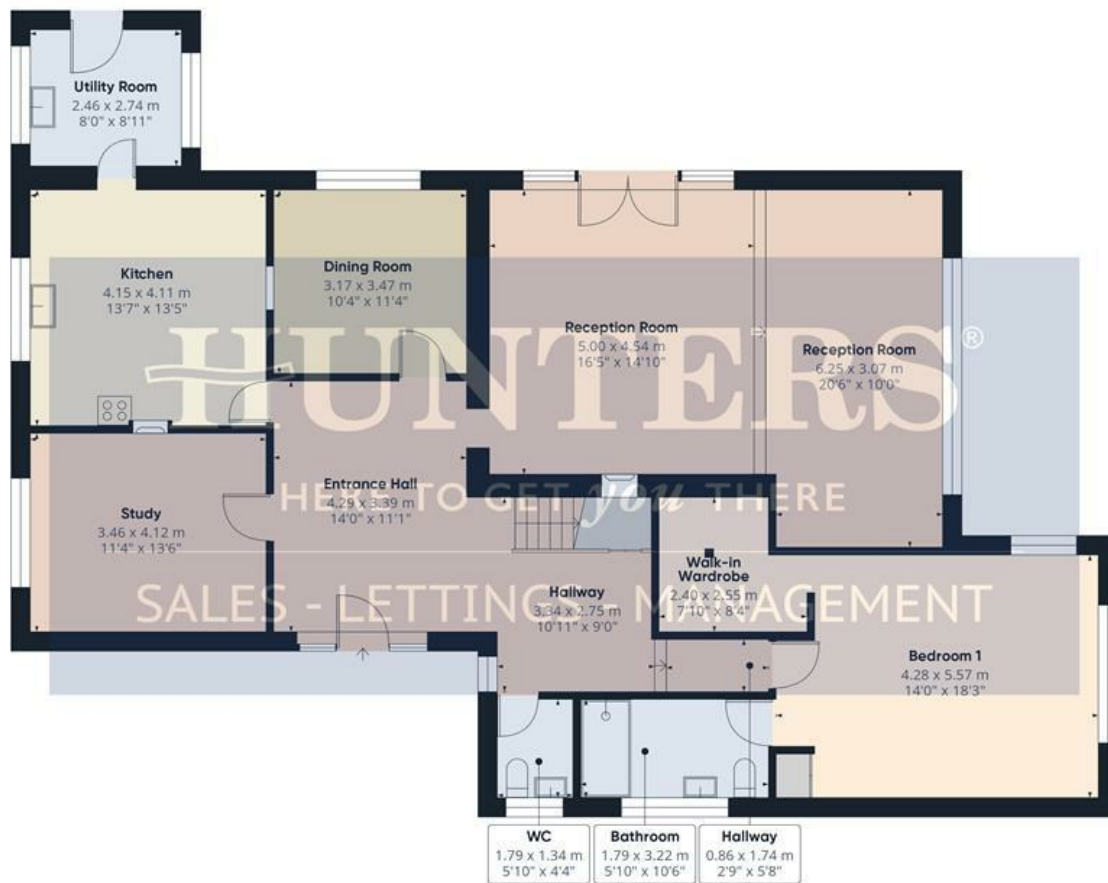 Utility Room
2.46 x 2.74 m
8'0" x 8'11"
Kitchen
4.15 x 4.11 m
13'7" x 13'5"
Dining Room
3.17 x 3.47 m
10'4" x 11'4"
Reception Room
5.00 x 4.54 m
16'5" x 14'10"
Reception Room
6.25 x 3.07 m
20'6" x 10'0"
HUNTERS®
HERE TO GET you THERE
SALES - LETTINGS - MANAGEMENT
Study
3.46 x 4.12 m
11'4" x 13'6"
Entrance Hall
4.29 x 3.39 m
14'0" x 11'1"
Hallway
3.34 x 2.75 m
10'11" x 9'0"
Walk-in
Wardrobe
2.40 x 2.55 m
7'10" x 8'4"
Bedroom 1
4.28 x 5.57 m
14'0" x 18'3"
WC
1.79 x 1.34 m
5'10" x 4'4"
Bathroom
1.79 x 3.22 m
5'10" x 10'6"
Hallway
0.86 x 1.74 m
2'9" x 5'8"